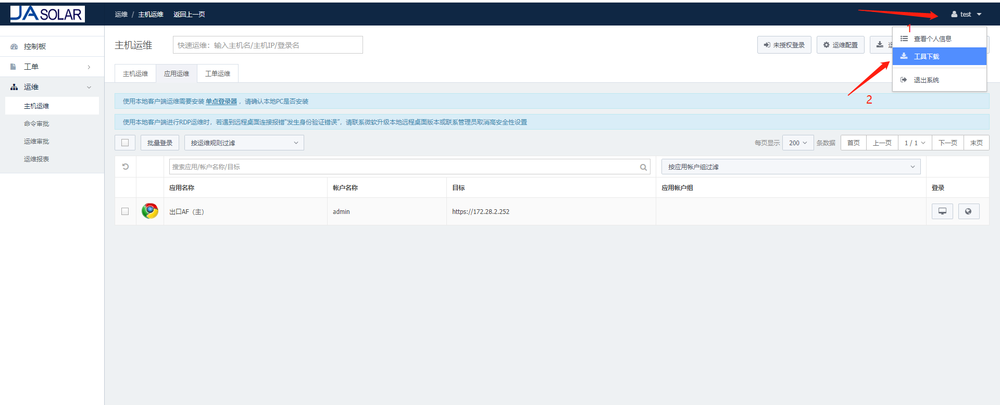 JA SOLAR
运维 / 主机运维 返回上一页
test
1
控制板
工单
运维
主机运维
命令审批
运维审批
运维报表
主机运维
快速运维：输入主机名/主机IP/登录名
未授权登录
运维配置
查看个人信息
工具下载
退出系统
2
主机运维 应用运维 工单运维
使用本地客户端运维需要安装 单点登录器 ，请确认本地PC是否安装
使用本地客户端进行RDP运维时，若遇到远程桌面连接报错“发生身份验证错误”，请联系微软升级本地远程桌面版本或联系管理员取消高安全性设置
批量登录 按运维规则过滤 每页显示 200 条数据 首页 上一页 1 / 1 下一页 末页
搜索应用/帐户名称/目标 按应用帐户组过滤
应用名称 帐户名称 目标 应用帐户组 登录
出口AF（主） admin https://172.28.2.252